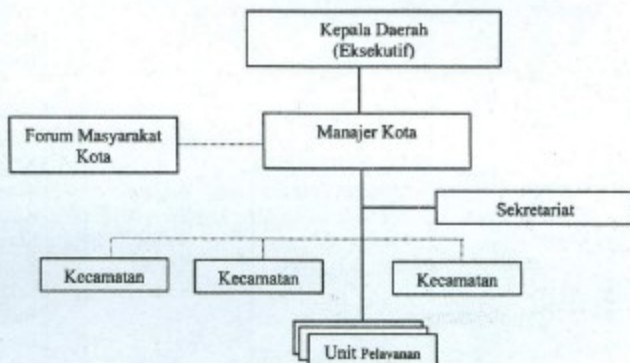 Kepala Daerah
(Eksekutif)
Forum Masyarakat
Kota
Manajer Kota
Sekretariat
Kecamatan
Kecamatan
Kecamatan
Unit Pelayanan